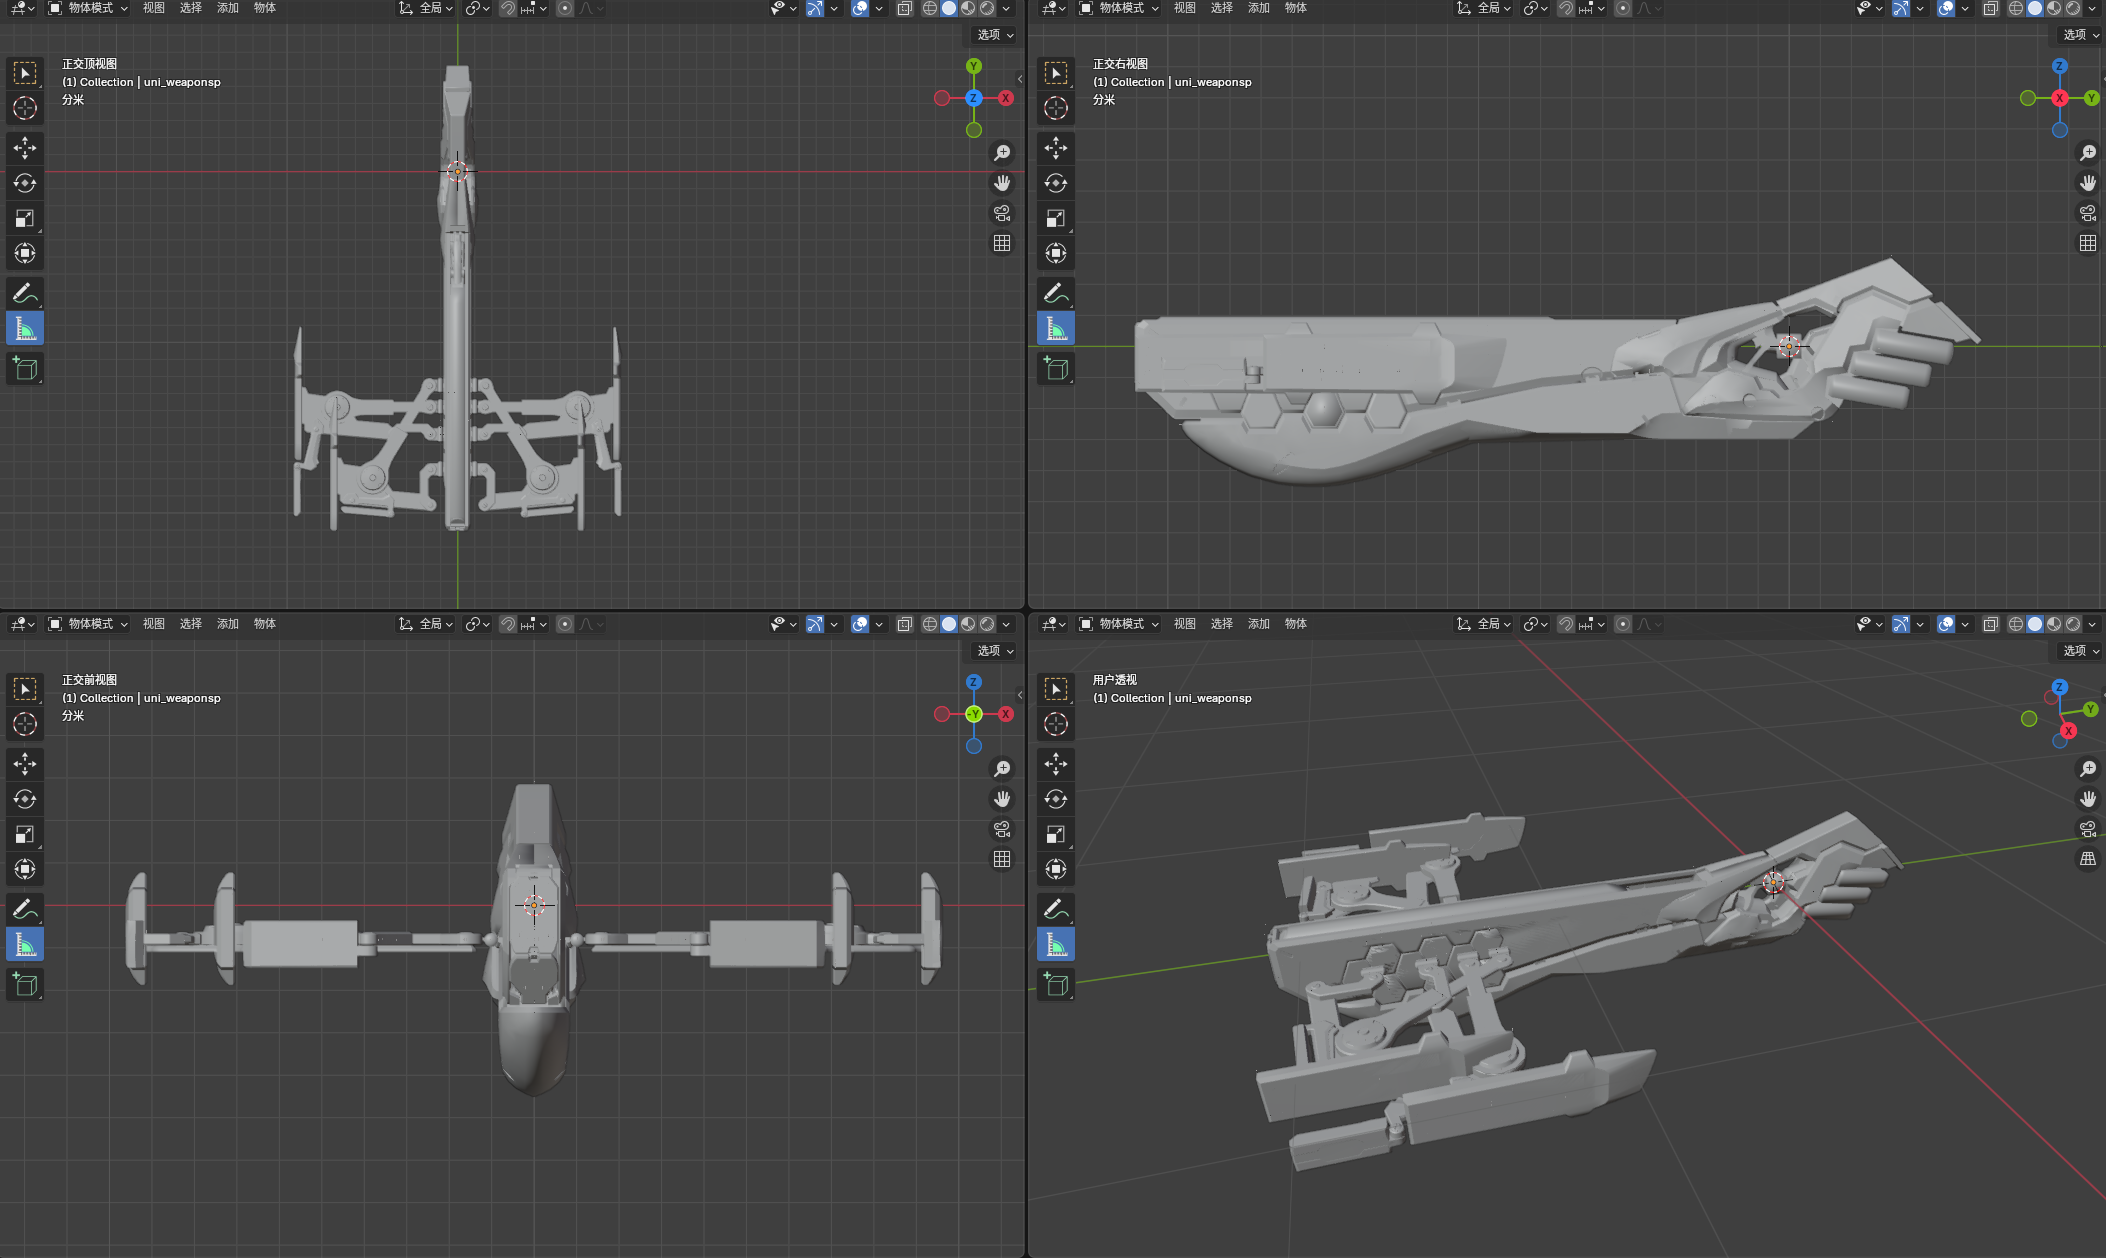 物体模式 视图 选择 添加 物体 全局
选项
正交顶视图
(1) Collection | uni_weaponsp
分米
Y
Z
X
物体模式 视图 选择 添加 物体 全局
选项
正交右视图
(1) Collection | uni_weaponsp
分米
Z
X
Y
物体模式 视图 选择 添加 物体 全局
选项
正交前视图
(1) Collection | uni_weaponsp
分米
Z
-Y
X
物体模式 视图 选择 添加 物体 全局
选项
用户透视
(1) Collection | uni_weaponsp
Z
Y
X